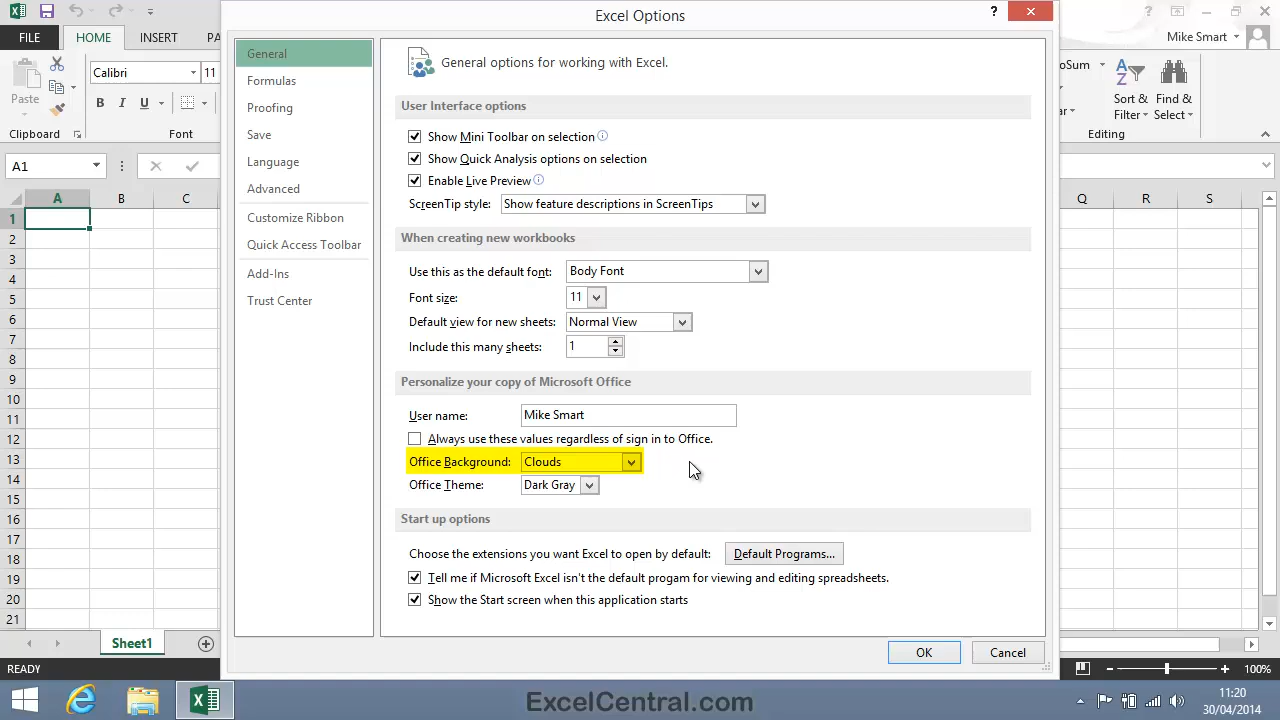 Excel Options
?
FILE HOME INSERT PA
Mike Smart
Calibri 11
Paste
B I U
oSum
Sort & Find &
Filter Select
Clipboard Font Editing
A1
A B C Q R S
1
2
3
4
5
6
7
8
9
10
11
12
13
14
15
16
17
18
19
20
21
General
Formulas
Proofing
Save
Language
Advanced
Customize Ribbon
Quick Access Toolbar
Add-Ins
Trust Center
General options for working with Excel.
User Interface options
Show Mini Toolbar on selection
Show Quick Analysis options on selection
Enable Live Preview
ScreenTip style: Show feature descriptions in ScreenTips
When creating new workbooks
Use this as the default font: Body Font
Font size: 11
Default view for new sheets: Normal View
Include this many sheets: 1
Personalize your copy of Microsoft Office
User name: Mike Smart
Always use these values regardless of sign in to Office.
Office Background: Clouds
Office Theme: Dark Gray
Start up options
Choose the extensions you want Excel to open by default: Default Programs...
Tell me if Microsoft Excel isn't the default progam for viewing and editing spreadsheets.
Show the Start screen when this application starts
OK Cancel
Sheet1
READY
100%
ExcelCentral.com
11:20
30/04/2014